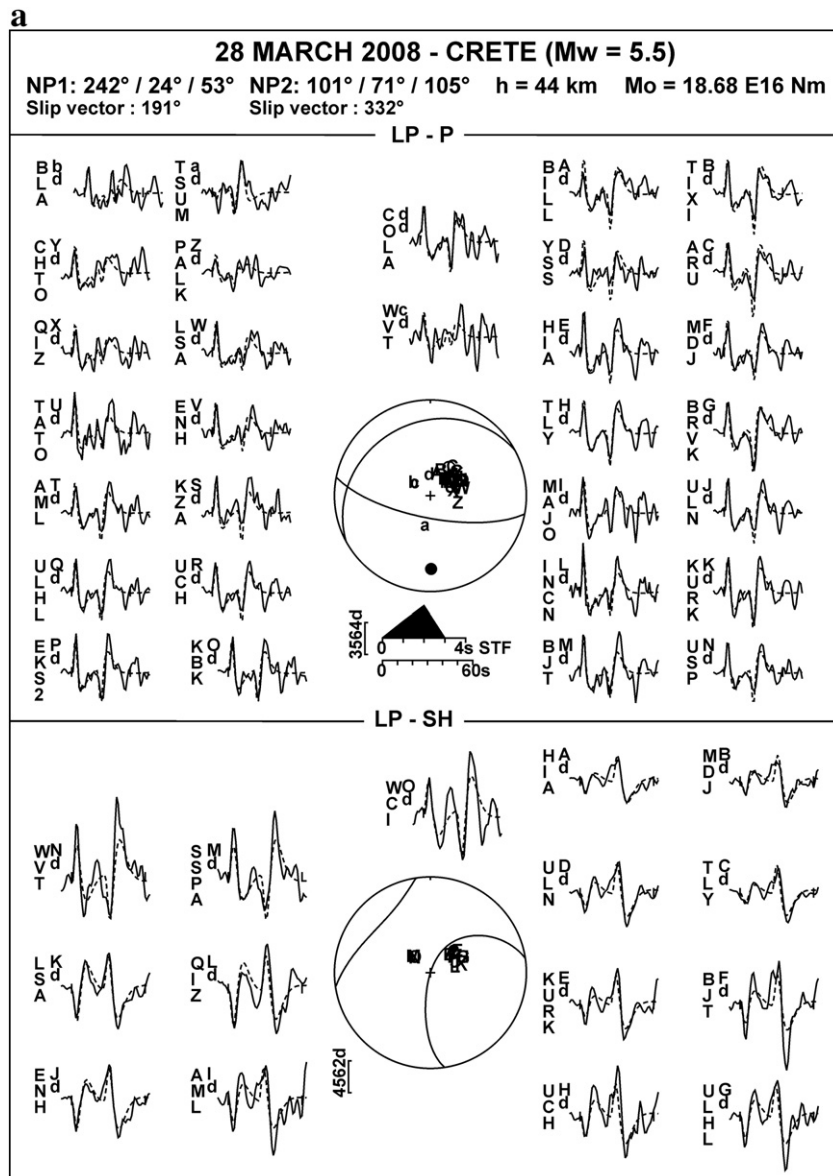 a
28 MARCH 2008 - CRETE (Mw = 5.5)
NP1: 242° / 24° / 53° NP2: 101° / 71° / 105° h = 44 km Mo = 18.68 E16 Nm
Slip vector : 191° Slip vector : 332°
LP - P
BLA b d
TSUM a d
COLA d d
BILL A d
TIXI B d
CHTO Y d
PALK Z d
YSS D d
ARU C d
QIZ X d
LSA W d
WVT c d
HIA E d
MDJ F d
TATO U d
ENH V d
TLY H d
BRVK G d
AML T d
KZA S d
MAJO I d
ULN J d
ULHL Q d
UCH R d
INCN L d
KURK K d
EKS2 P d
KBK O d
BJT M d
USP N d
d
b
Z
a
3564d
0 4s STF
0 60s
LP - SH
WVT N d
SSPA M d
WCI O d
HIA A d
MDJ B d
ULN D d
TLY C d
LSA K d
QIZ L d
KURK E d
BJT F d
ENH J d
AML I d
UCH H d
ULHL G d
4562d